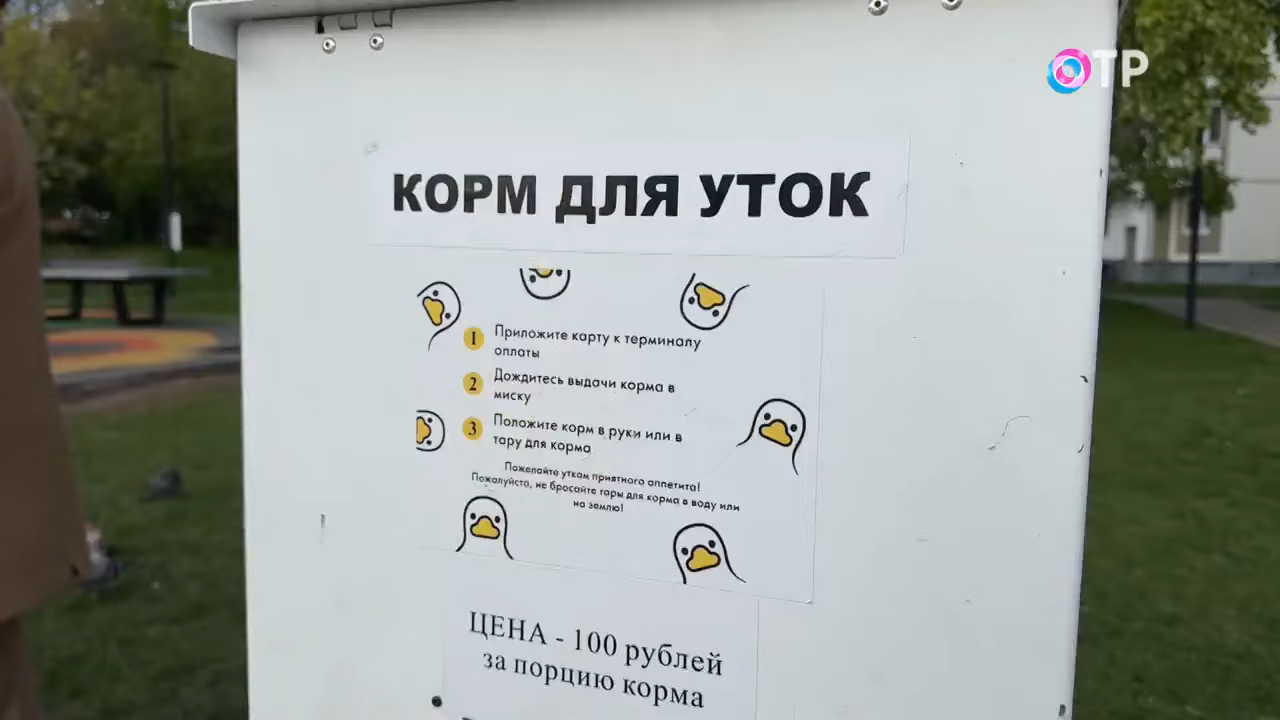 ОТР
КОРМ ДЛЯ УТОК
1 Приложите карту к терминалу
оплаты
2 Дождитесь выдачи корма в
миску
3 Положите корм в руки или в
тару для корма
Пожелайте уткам приятного аппетита!
Пожалуйста, не бросайте тары для корма в воду или
на землю!
ЦЕНА - 100 рублей
за порцию корма